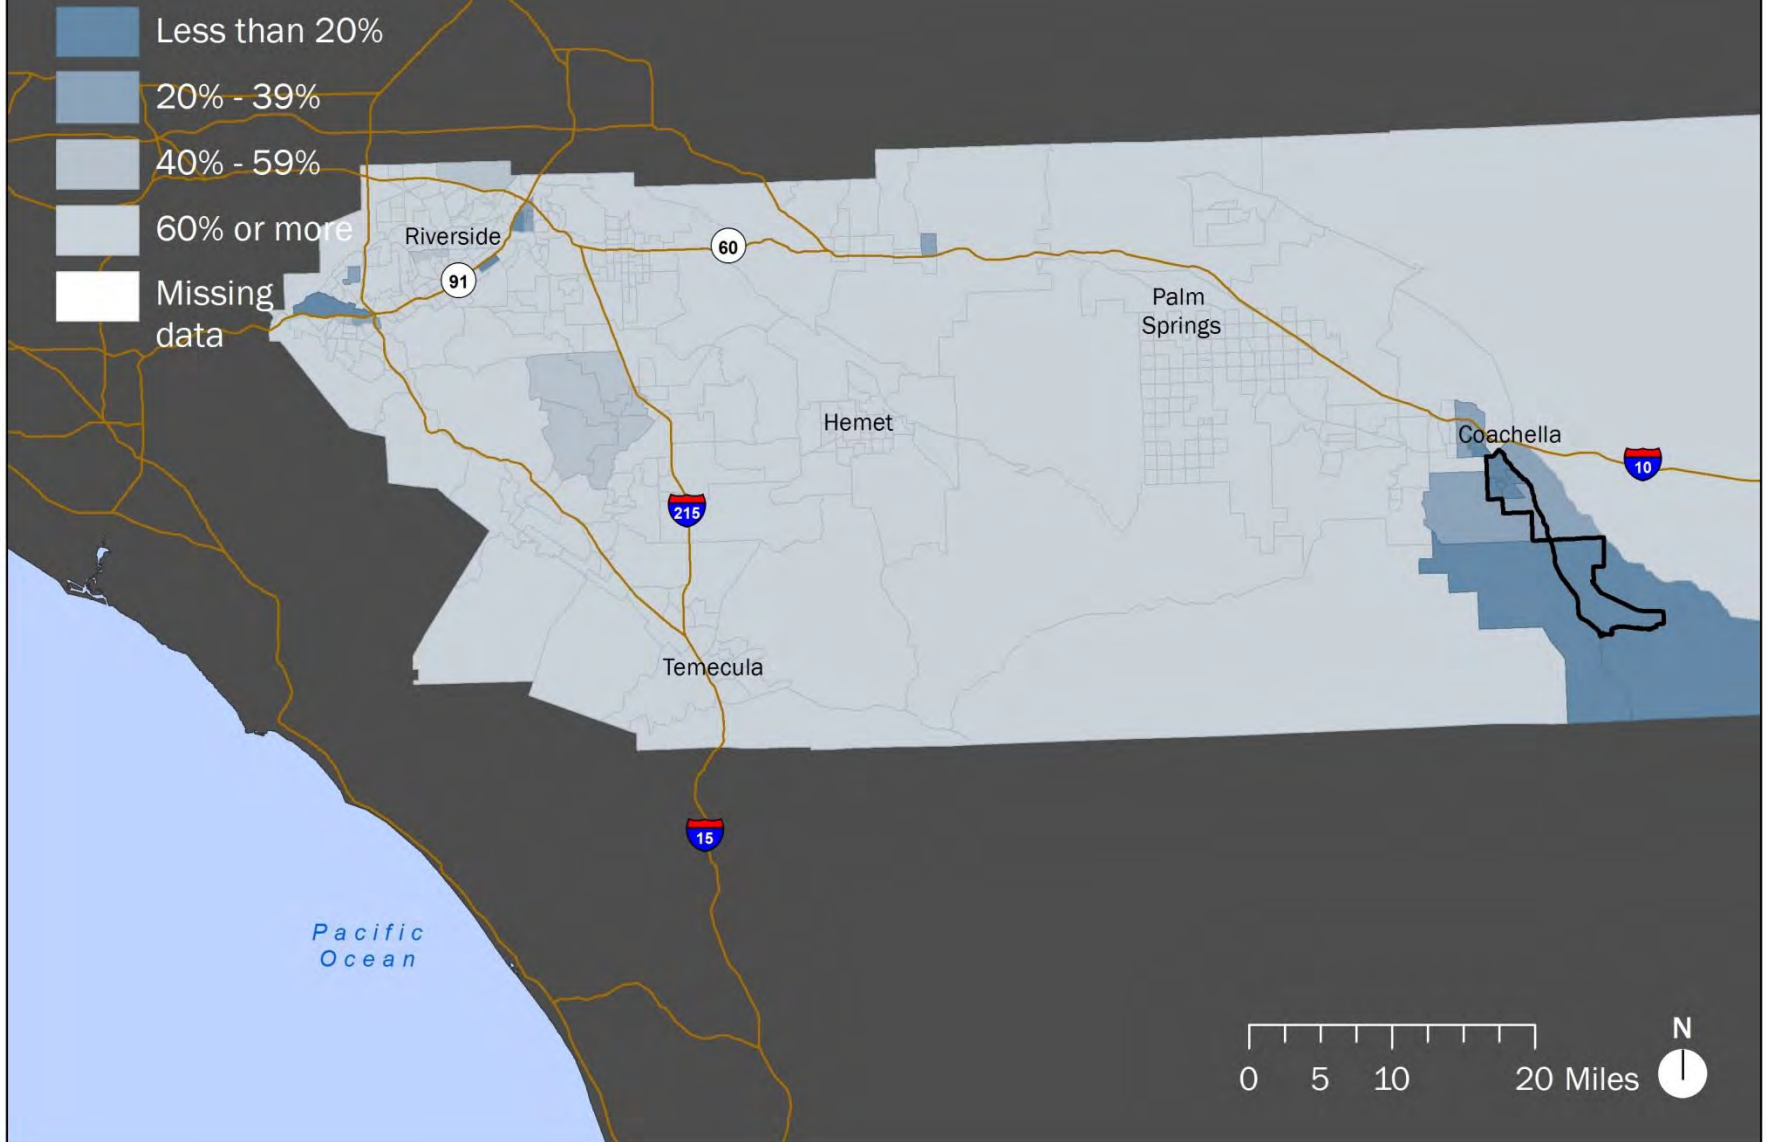 Less than 20%
20% - 39%
40% - 59%
60% or more
Missing
data
Riverside
60
91
Palm
Springs
Hemet
Coachella
10
215
Temecula
15
Pacific
Ocean
N
0 5 10 20 Miles